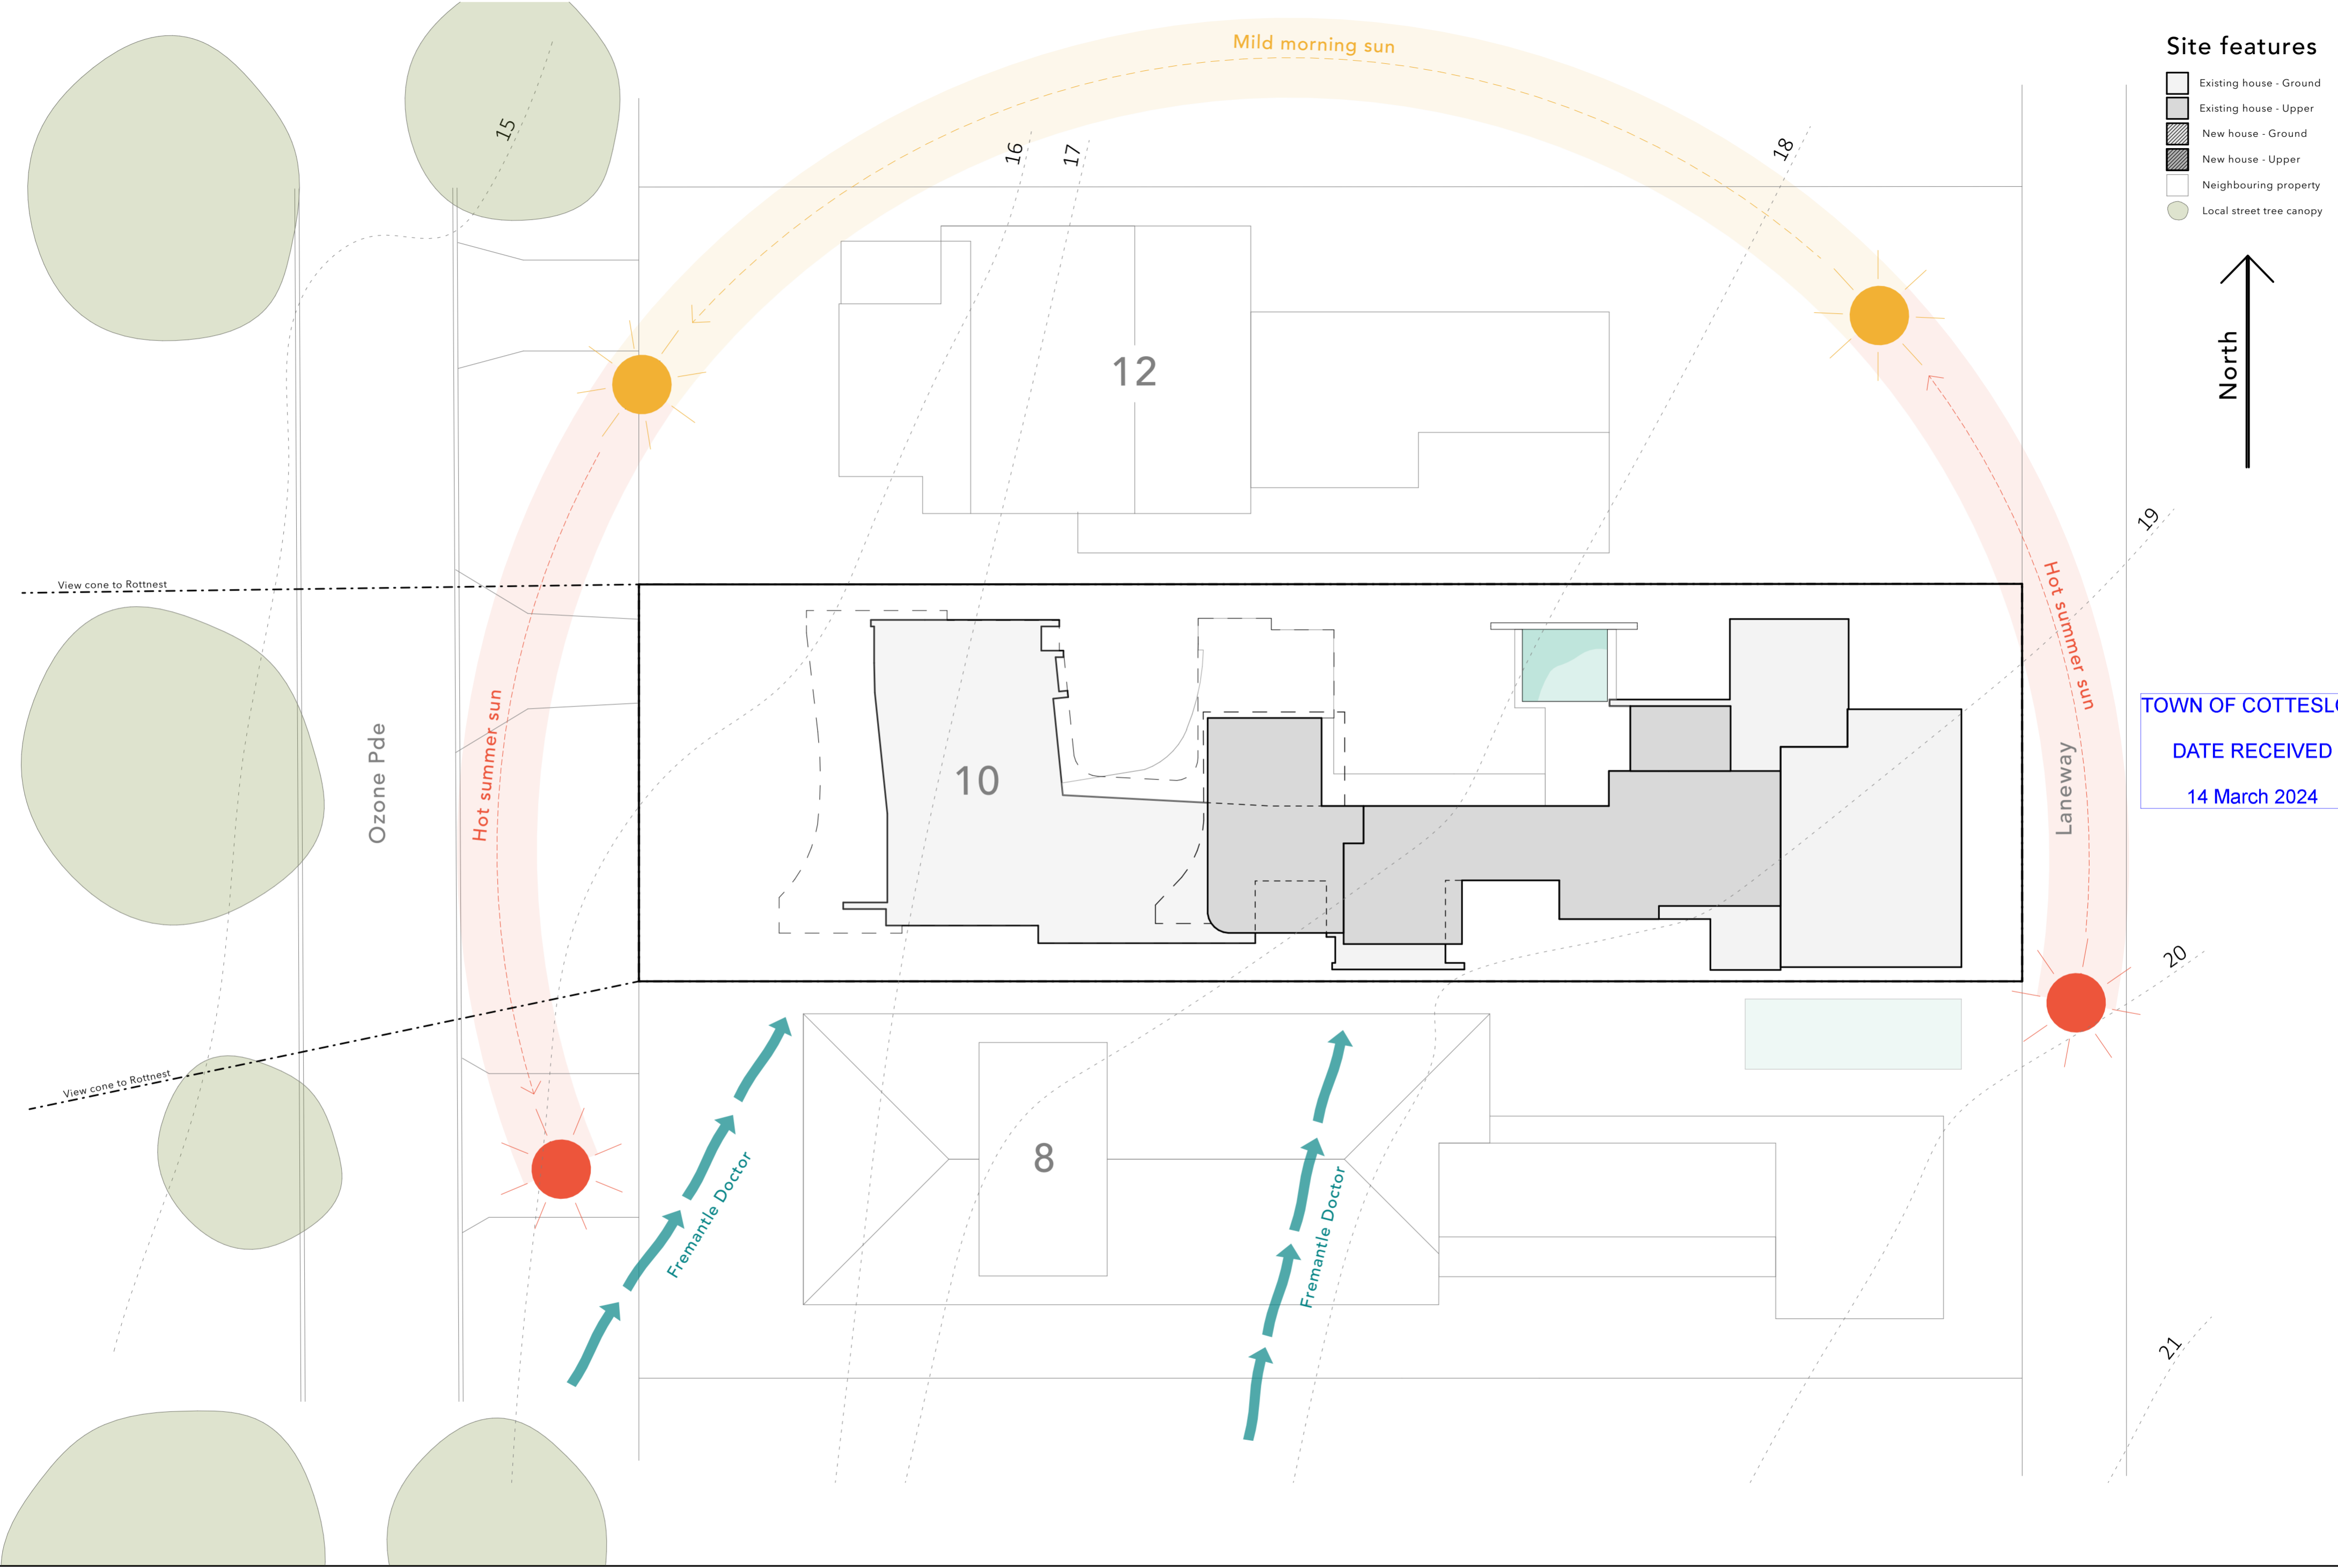 Mild morning sun
Site features
Existing house - Ground
Existing house - Upper
New house - Ground
New house - Upper
Neighbouring property
Local street tree canopy
North
15
16
17
18
12
19
View cone to Rottnest
Hot summer sun
Hot summer sun
Ozone Pde
10
Laneway
TOWN OF COTTESLO
DATE RECEIVED
14 March 2024
20
View cone to Rottnest
8
Fremantle Doctor
Fremantle Doctor
21